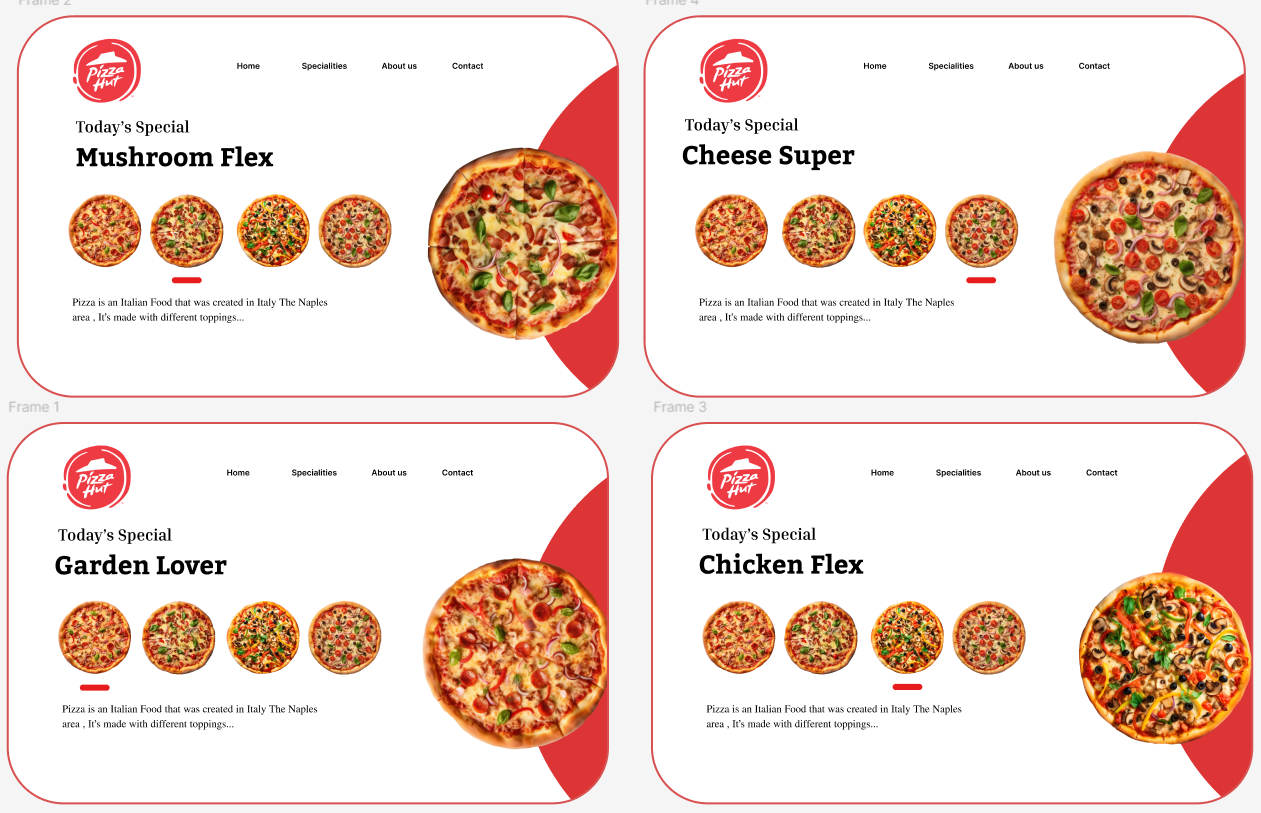 Frame 2
Pizza
Hut
Home Specialities About us Contact
Today's Special
Mushroom Flex
Pizza is an Italian Food that was created in Italy The Naples
area , It's made with different toppings...
Frame 4
Pizza
Hut
Home Specialities About us Contact
Today's Special
Cheese Super
Pizza is an Italian Food that was created in Italy The Naples
area , It's made with different toppings...
Frame 1
Pizza
Hut
Home Specialities About us Contact
Today's Special
Garden Lover
Pizza is an Italian Food that was created in Italy The Naples
area , It's made with different toppings...
Frame 3
Pizza
Hut
Home Specialities About us Contact
Today's Special
Chicken Flex
Pizza is an Italian Food that was created in Italy The Naples
area , It's made with different toppings...